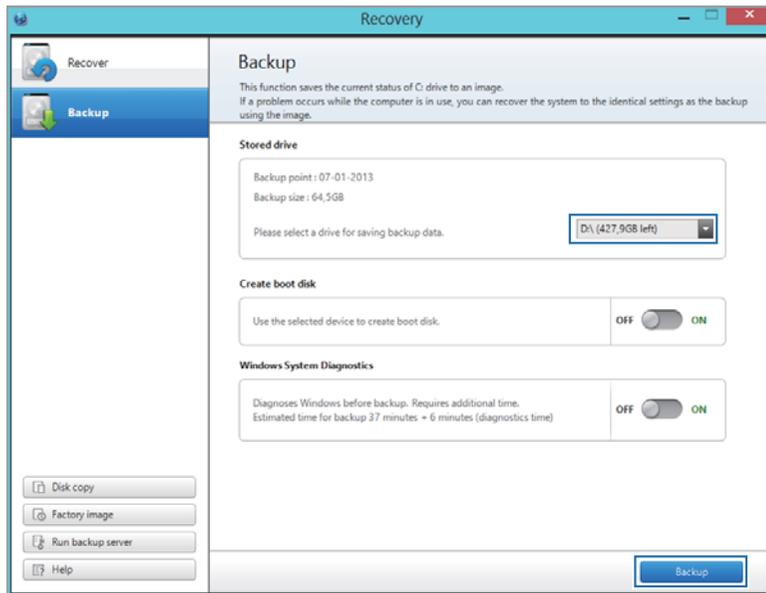 Recovery
Recover
Backup
Backup
This function saves the current status of C: drive to an image.
If a problem occurs while the computer is in use, you can recover the system to the identical settings as the backup
using the image.
Stored drive
Backup point : 07-01-2013
Backup size : 64,5GB
Please select a drive for saving backup data.
D:\ (427,9GB left)
Create boot disk
Use the selected device to create boot disk.
OFF ON
Windows System Diagnostics
Diagnoses Windows before backup. Requires additional time.
Estimated time for backup 37 minutes + 6 minutes (diagnostics time)
OFF ON
Disk copy
Factory image
Run backup server
Help
Backup